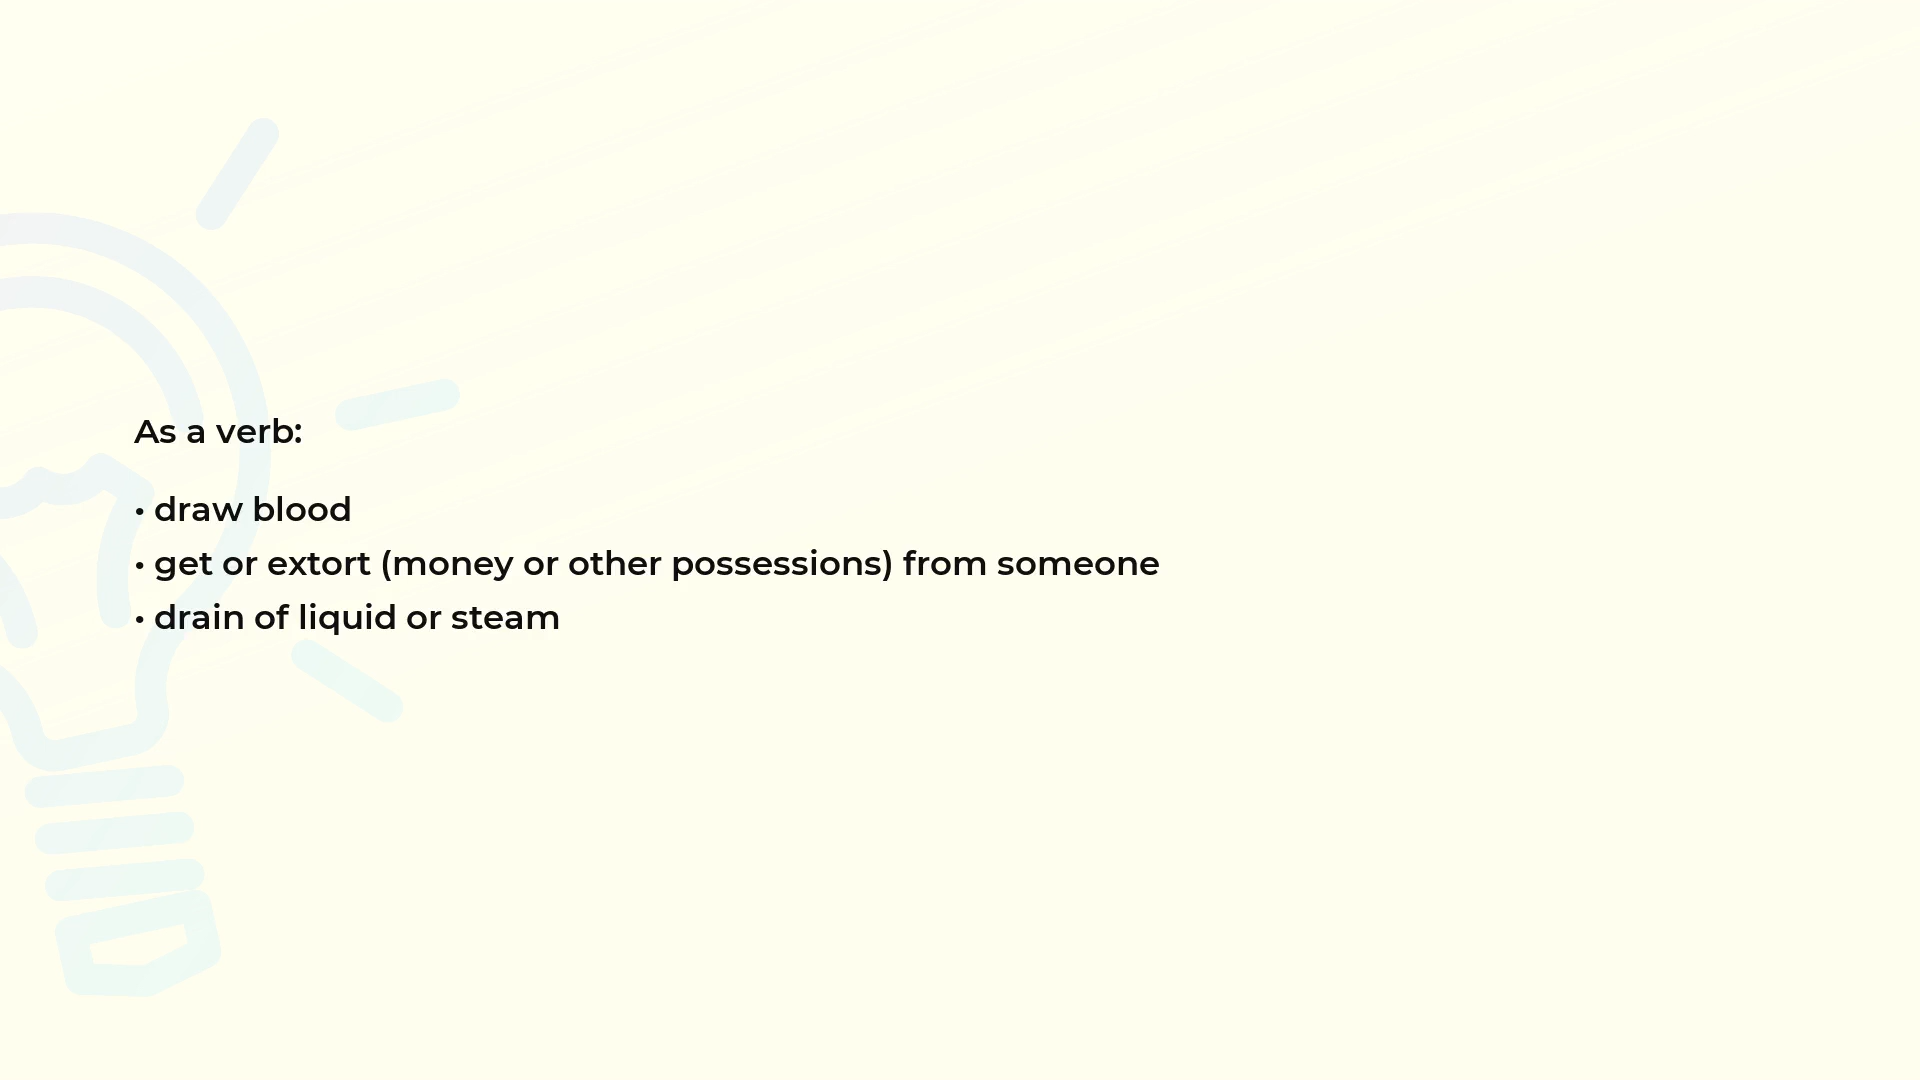 As a verb:
• draw blood
• get or extort (money or other possessions) from someone
• drain of liquid or steam